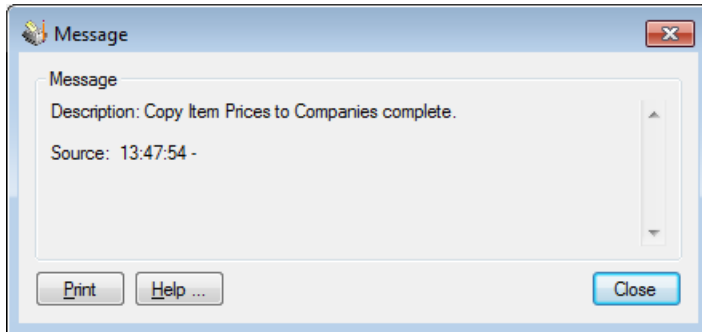 Message
Message
Description: Copy Item Prices to Companies complete.
Source: 13:47:54 -
Print Help ... Close